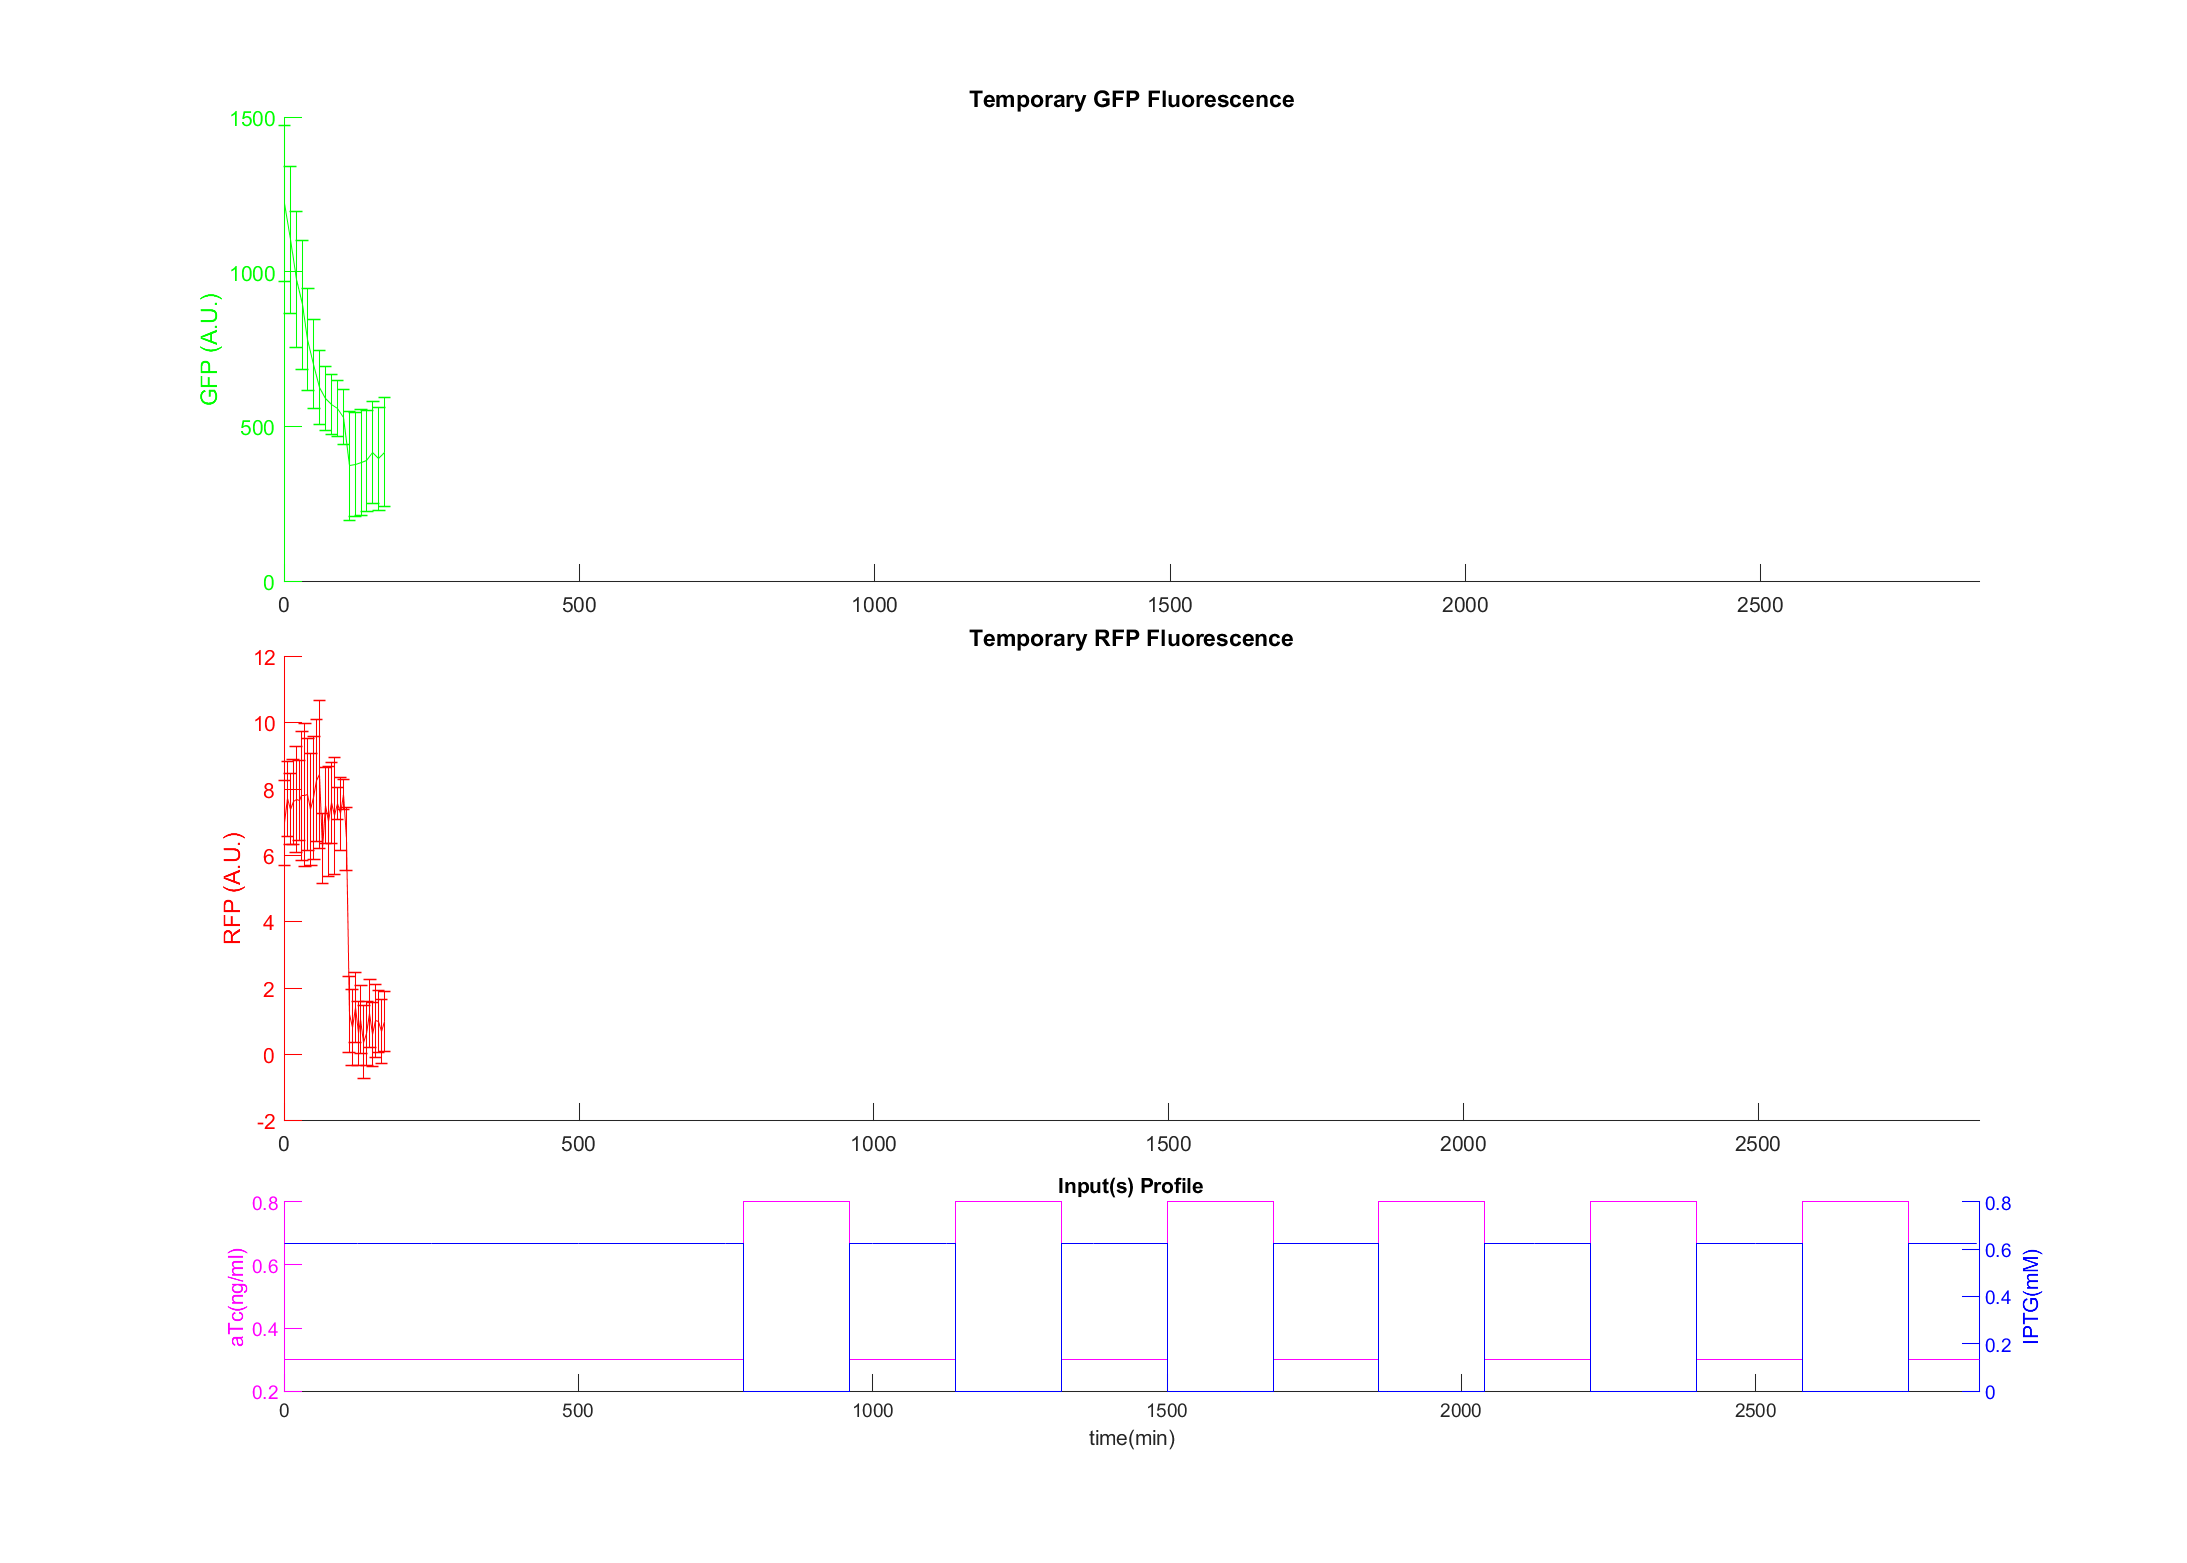 Temporary GFP Fluorescence
1500
1000
500
0
GFP (A.U.)
0 500 1000 1500 2000 2500
Temporary RFP Fluorescence
12
10
8
6
4
2
0
-2
RFP (A.U.)
0 500 1000 1500 2000 2500
Input(s) Profile
0.8
0.6
0.4
0.2
aTc(ng/ml)
0.8
0.6
0.4
0.2
0
IPTG(mM)
0 500 1000 1500 2000 2500
time(min)